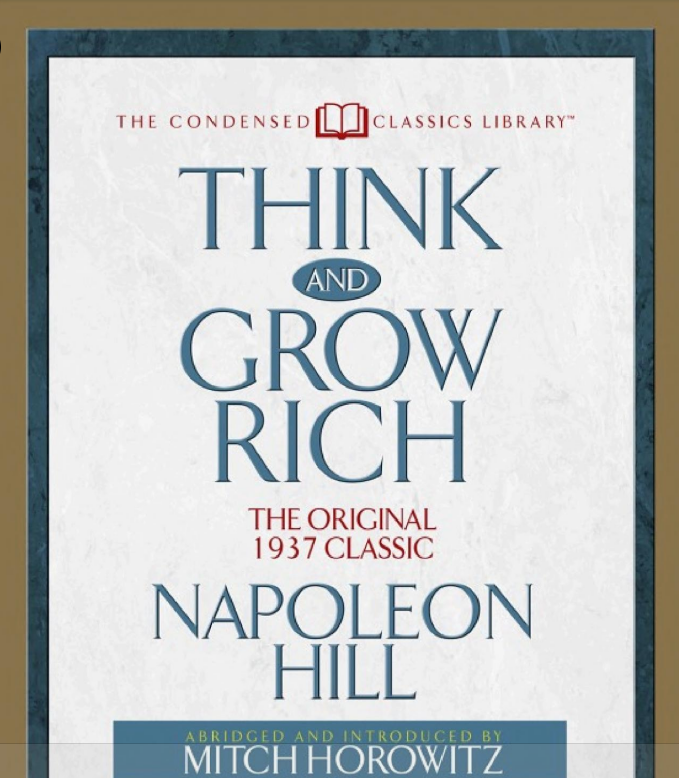 THE CONDENSED CLASSICS LIBRARY™
THINK
AND
GROW
RICH
THE ORIGINAL
1937 CLASSIC
NAPOLEON
HILL
ABRIDGED AND INTRODUCED BY
MITCH HOROWITZ